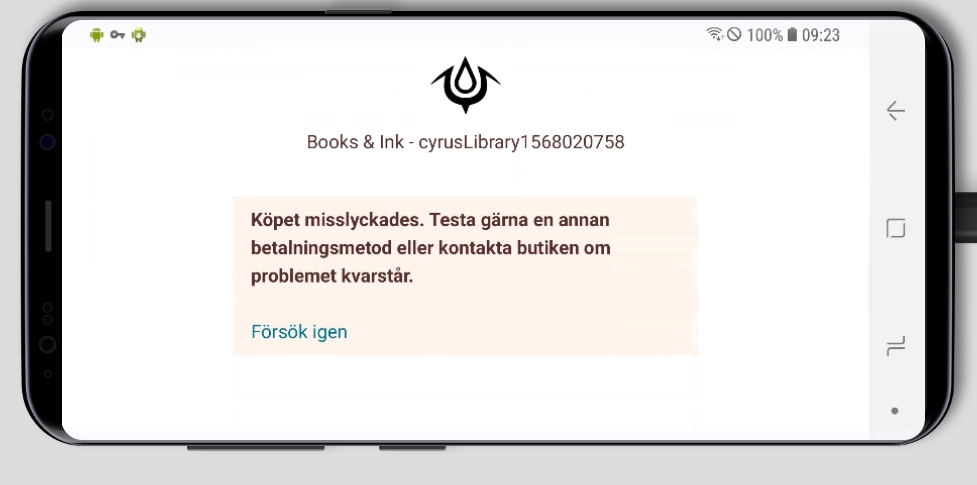 100% 09:23
Books & Ink - cyrusLibrary1568020758
Köpet misslyckades. Testa gärna en annan
betalningsmetod eller kontakta butiken om
problemet kvarstår.
Försök igen